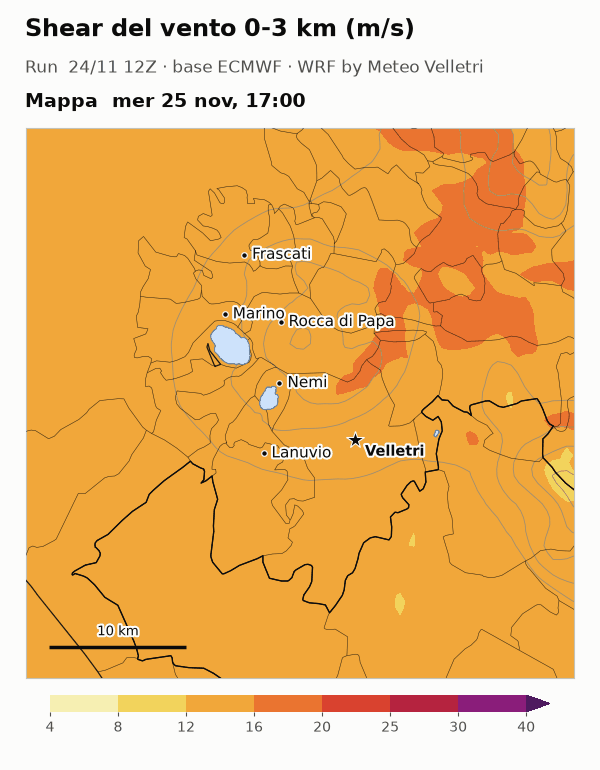 Shear del vento 0-3 km (m/s)
Run  24/11 12Z · base ECMWF · WRF by Meteo Velletri
Mappa  mer 25 nov, 17:00
Frascati
Marino
Rocca di Papa
Nemi
Velletri
Lanuvio
10 km
4 8 12 16 20 25 30 40